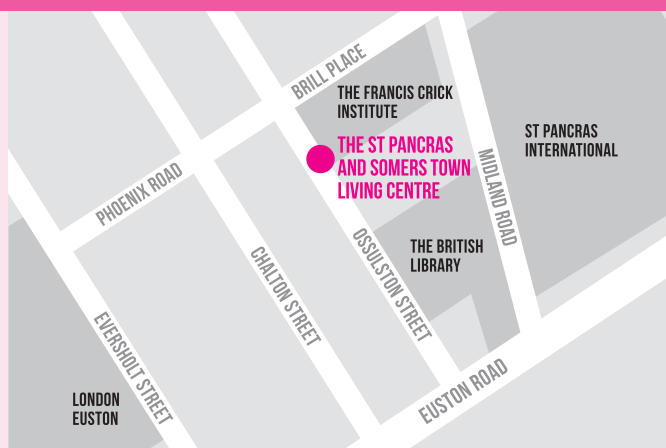 BRILL PLACE
THE FRANCIS CRICK
INSTITUTE
ST PANCRAS
INTERNATIONAL
THE ST PANCRAS
AND SOMERS TOWN
LIVING CENTRE
MIDLAND ROAD
PHOENIX ROAD
OSSULSTON STREET
THE BRITISH
LIBRARY
CHALTON STREET
EVERSHOLT STREET
EUSTON ROAD
LONDON
EUSTON